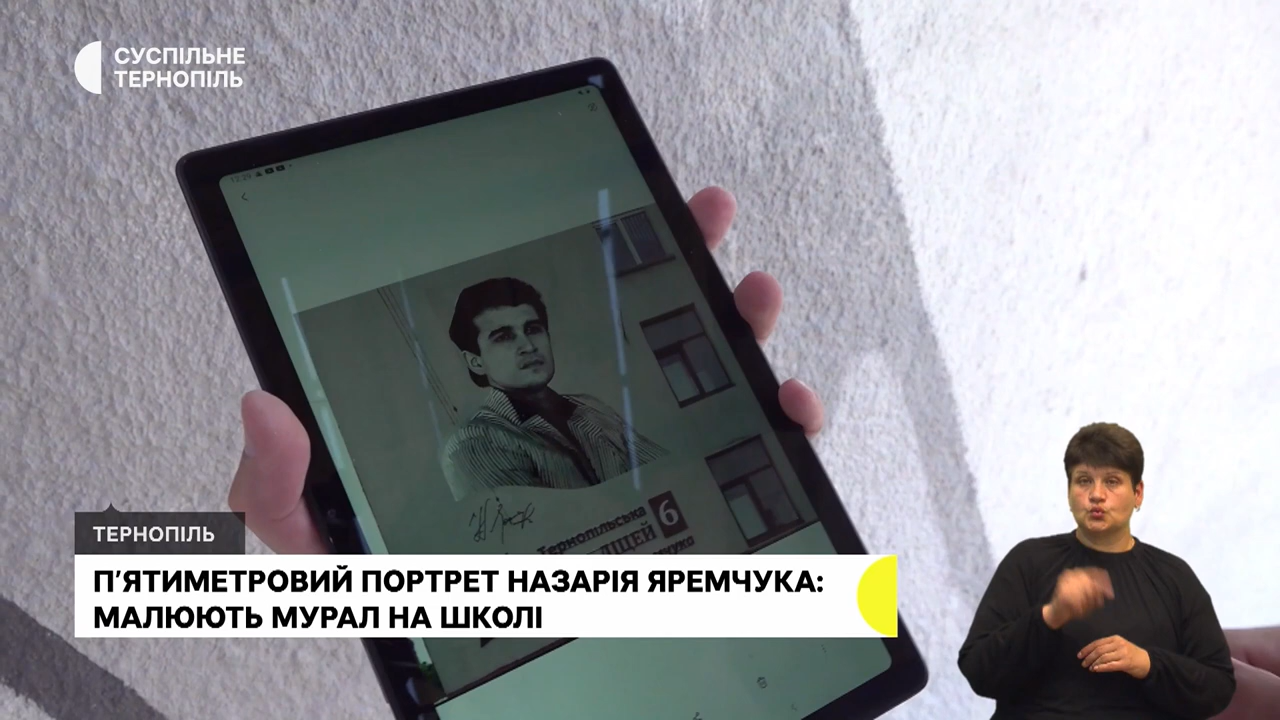 СУСПІЛЬНЕ
ТЕРНОПІЛЬ
Тернопільська
ЛІЦЕЙ 6
ТЕРНОПІЛЬ
П'ЯТИМЕТРОВИЙ ПОРТРЕТ НАЗАРІЯ ЯРЕМЧУКА:
МАЛЮЮТЬ МУРАЛ НА ШКОЛІ